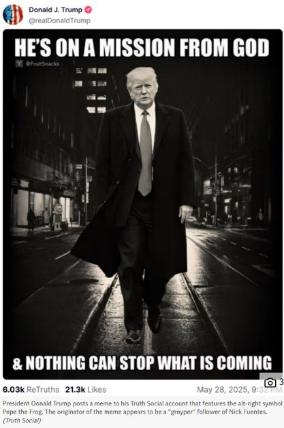 Donald J. Trump
@realDonaldTrump
HE'S ON A MISSION FROM GOD
@FruitSnacks
& NOTHING CAN STOP WHAT IS COMING
6.03k ReTruths 21.3k Likes
May 28, 2025, 9:32 PM
3
President Donald Trump posts a meme to his Truth Social account that features the alt-right symbol
Pepe the Frog. The originator of the meme appears to be a "groyper" follower of Nick Fuentes.
(Truth Social)